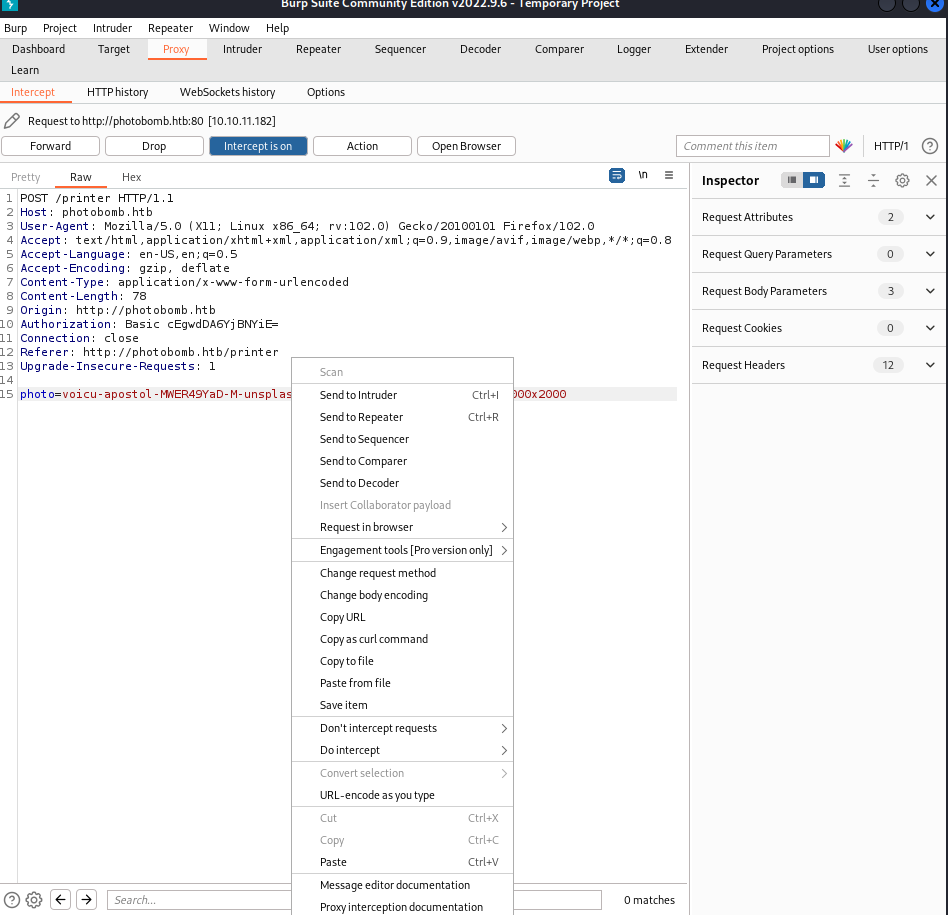 Burp Suite Community Edition v2022.9.6 - Temporary Project
Burp Project Intruder Repeater Window Help
Dashboard Target Proxy Intruder Repeater Sequencer Decoder Comparer Logger Extender Project options User options
Learn
Intercept HTTP history WebSockets history Options
Request to http://photobomb.htb:80 [10.10.11.182]
Forward Drop Intercept is on Action Open Browser Comment this item HTTP/1 ?
Pretty Raw Hex \n
Inspector
1 POST /printer HTTP/1.1
2 Host: photobomb.htb
3 User-Agent: Mozilla/5.0 (X11; Linux x86_64; rv:102.0) Gecko/20100101 Firefox/102.0
4 Accept: text/html,application/xhtml+xml,application/xml;q=0.9,image/avif,image/webp,*/*;q=0.8
5 Accept-Language: en-US,en;q=0.5
6 Accept-Encoding: gzip, deflate
7 Content-Type: application/x-www-form-urlencoded
8 Content-Length: 78
9 Origin: http://photobomb.htb
10 Authorization: Basic cEgwdDA6YjBNYiE=
11 Connection: close
12 Referer: http://photobomb.htb/printer
13 Upgrade-Insecure-Requests: 1
14
15 photo=voicu-apostol-MWER49YaD-M-unsplas 000x2000
Scan
Send to Intruder Ctrl+I
Send to Repeater Ctrl+R
Send to Sequencer
Send to Comparer
Send to Decoder
Insert Collaborator payload
Request in browser
Engagement tools [Pro version only]
Change request method
Change body encoding
Copy URL
Copy as curl command
Copy to file
Paste from file
Save item
Don't intercept requests
Do intercept
Convert selection
URL-encode as you type
Cut Ctrl+X
Copy Ctrl+C
Paste Ctrl+V
Message editor documentation
Proxy interception documentation
Request Attributes 2
Request Query Parameters 0
Request Body Parameters 3
Request Cookies 0
Request Headers 12
? Search... 0 matches